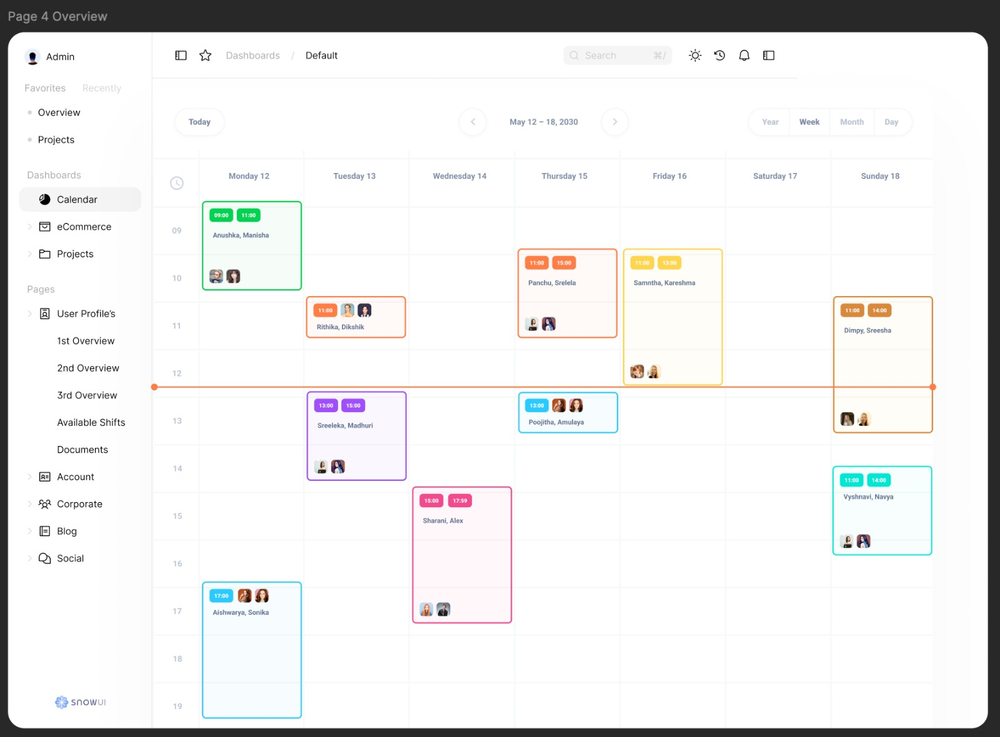 Page 4 Overview
Admin
Dashboards / Default
Search ⌘/
Favorites Recently
Overview
Projects
Dashboards
Calendar
eCommerce
Projects
Pages
User Profile's
1st Overview
2nd Overview
3rd Overview
Available Shifts
Documents
Account
Corporate
Blog
Social
SNOWUI
Today
May 12 – 18, 2030
Year Week Month Day
Monday 12 Tuesday 13 Wednesday 14 Thursday 15 Friday 16 Saturday 17 Sunday 18
09
10
11
12
13
14
15
16
17
18
19
09:00 11:00
Anushka, Manisha
17:00
Aishwarya, Sonika
11:00
Rithika, Dikshik
13:00 15:00
Sreeleka, Madhuri
15:00 17:59
Sharani, Alex
11:00 15:00
Panchu, Srelela
13:00
Poojitha, Amulaya
11:00 13:00
Samntha, Kareshma
11:00 14:00
Dimpy, Sreesha
11:00 14:00
Vyshnavi, Navya